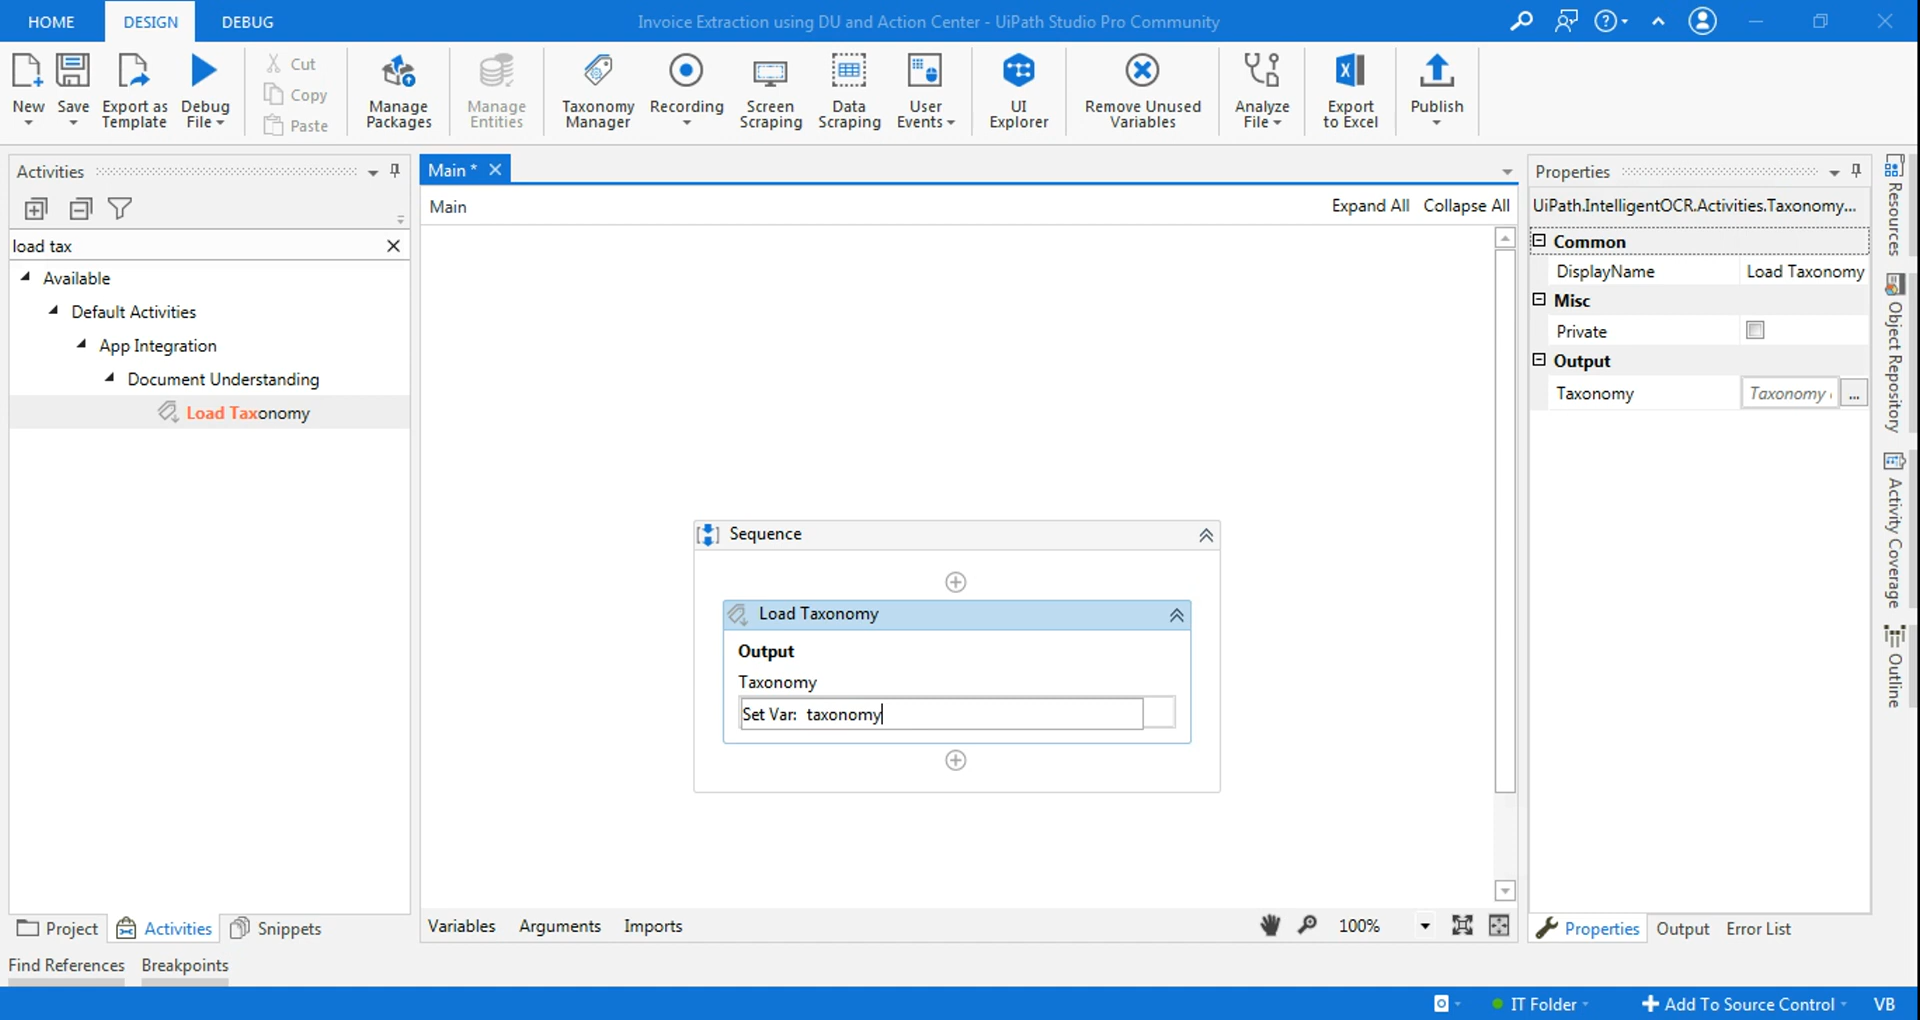 HOME DESIGN DEBUG Invoice Extraction using DU and Action Center - UiPath Studio Pro Community
New Save Export as Template Debug File Cut Copy Paste Manage Packages Manage Entities Taxonomy Manager Recording Screen Scraping Data Scraping User Events UI Explorer Remove Unused Variables Analyze File Export to Excel Publish
Activities
load tax
Available
Default Activities
App Integration
Document Understanding
Load Taxonomy
Project Activities Snippets
Main *
Main Expand All Collapse All
Sequence
Load Taxonomy
Output
Taxonomy
Set Var: taxonomy
Variables Arguments Imports 100%
Properties
UiPath.IntelligentOCR.Activities.Taxonomy...
Common
DisplayName Load Taxonomy
Misc
Private
Output
Taxonomy Taxonomy ...
Properties Output Error List
Resources
Object Repository
Activity Coverage
Outline
Find References Breakpoints
IT Folder Add To Source Control VB